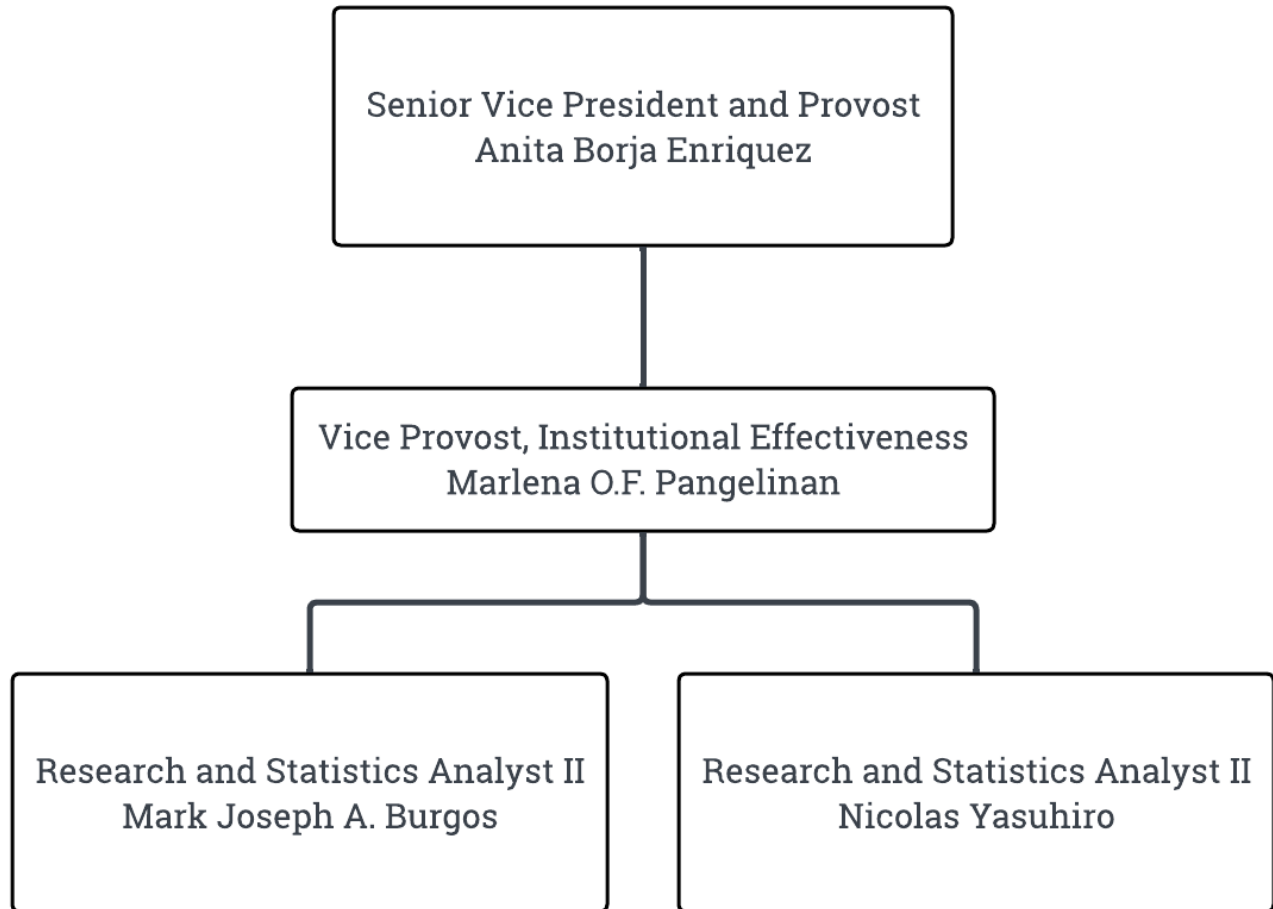 Senior Vice President and Provost
Anita Borja Enriquez
Vice Provost, Institutional Effectiveness
Marlena O.F. Pangelinan
Research and Statistics Analyst II
Mark Joseph A. Burgos
Research and Statistics Analyst II
Nicolas Yasuhiro